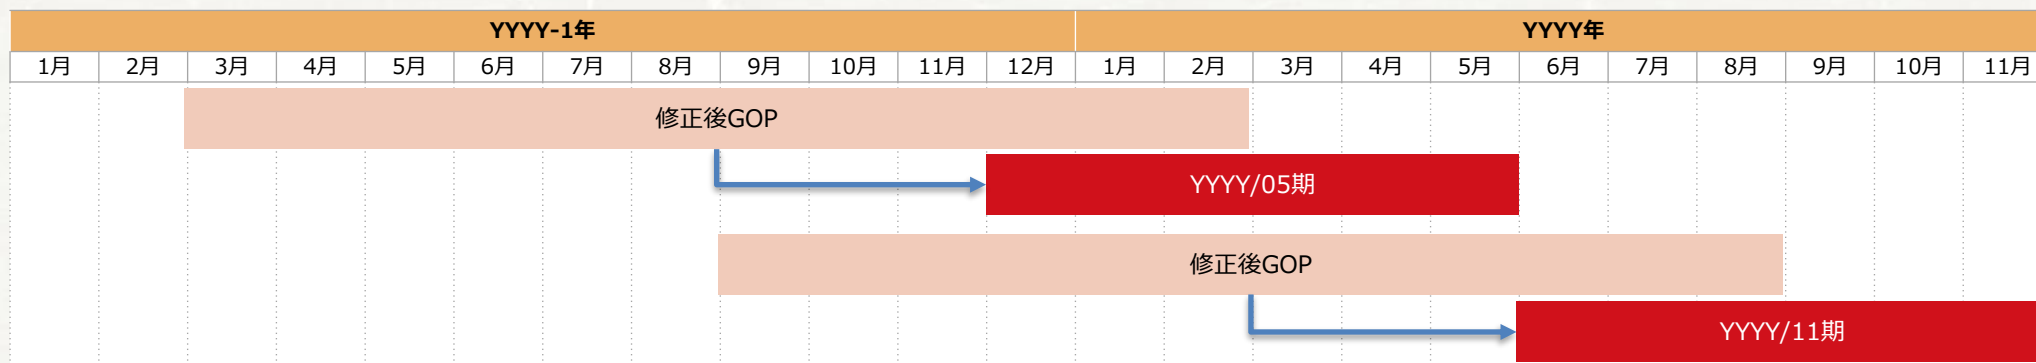 YYYY-1年 YYYY年
1月 2月 3月 4月 5月 6月 7月 8月 9月 10月 11月 12月 1月 2月 3月 4月 5月 6月 7月 8月 9月 10月 11月
修正後GOP
YYYY/05期
修正後GOP
YYYY/11期